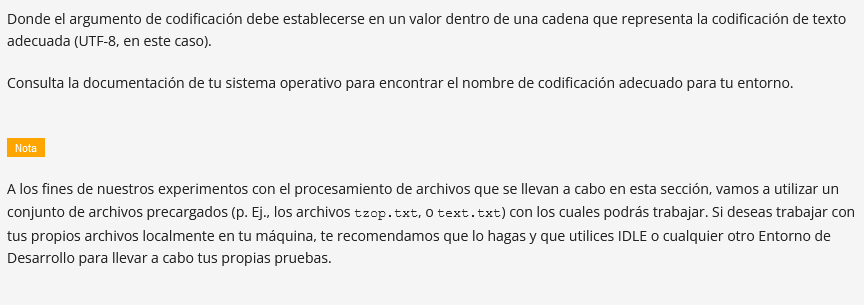 Donde el argumento de codificación debe establecerse en un valor dentro de una cadena que representa la codificación de texto
adecuada (UTF-8, en este caso).
Consulta la documentación de tu sistema operativo para encontrar el nombre de codificación adecuado para tu entorno.
Nota
A los fines de nuestros experimentos con el procesamiento de archivos que se llevan a cabo en esta sección, vamos a utilizar un
conjunto de archivos precargados (p. Ej., los archivos tzop.txt, o text.txt) con los cuales podrás trabajar. Si deseas trabajar con
tus propios archivos localmente en tu máquina, te recomendamos que lo hagas y que utilices IDLE o cualquier otro Entorno de
Desarrollo para llevar a cabo tus propias pruebas.